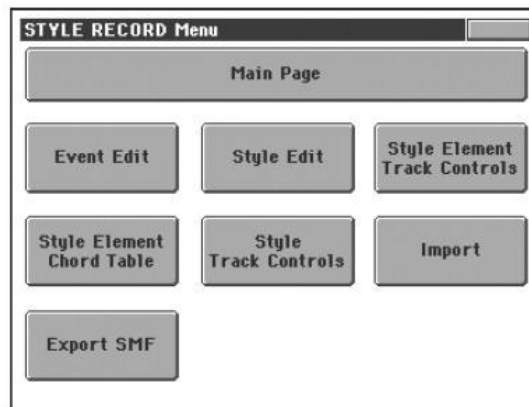 STYLE RECORD Menu
Main Page
Event Edit
Style Edit
Style Element
Track Controls
Style Element
Chord Table
Style
Track Controls
Import
Export SMF